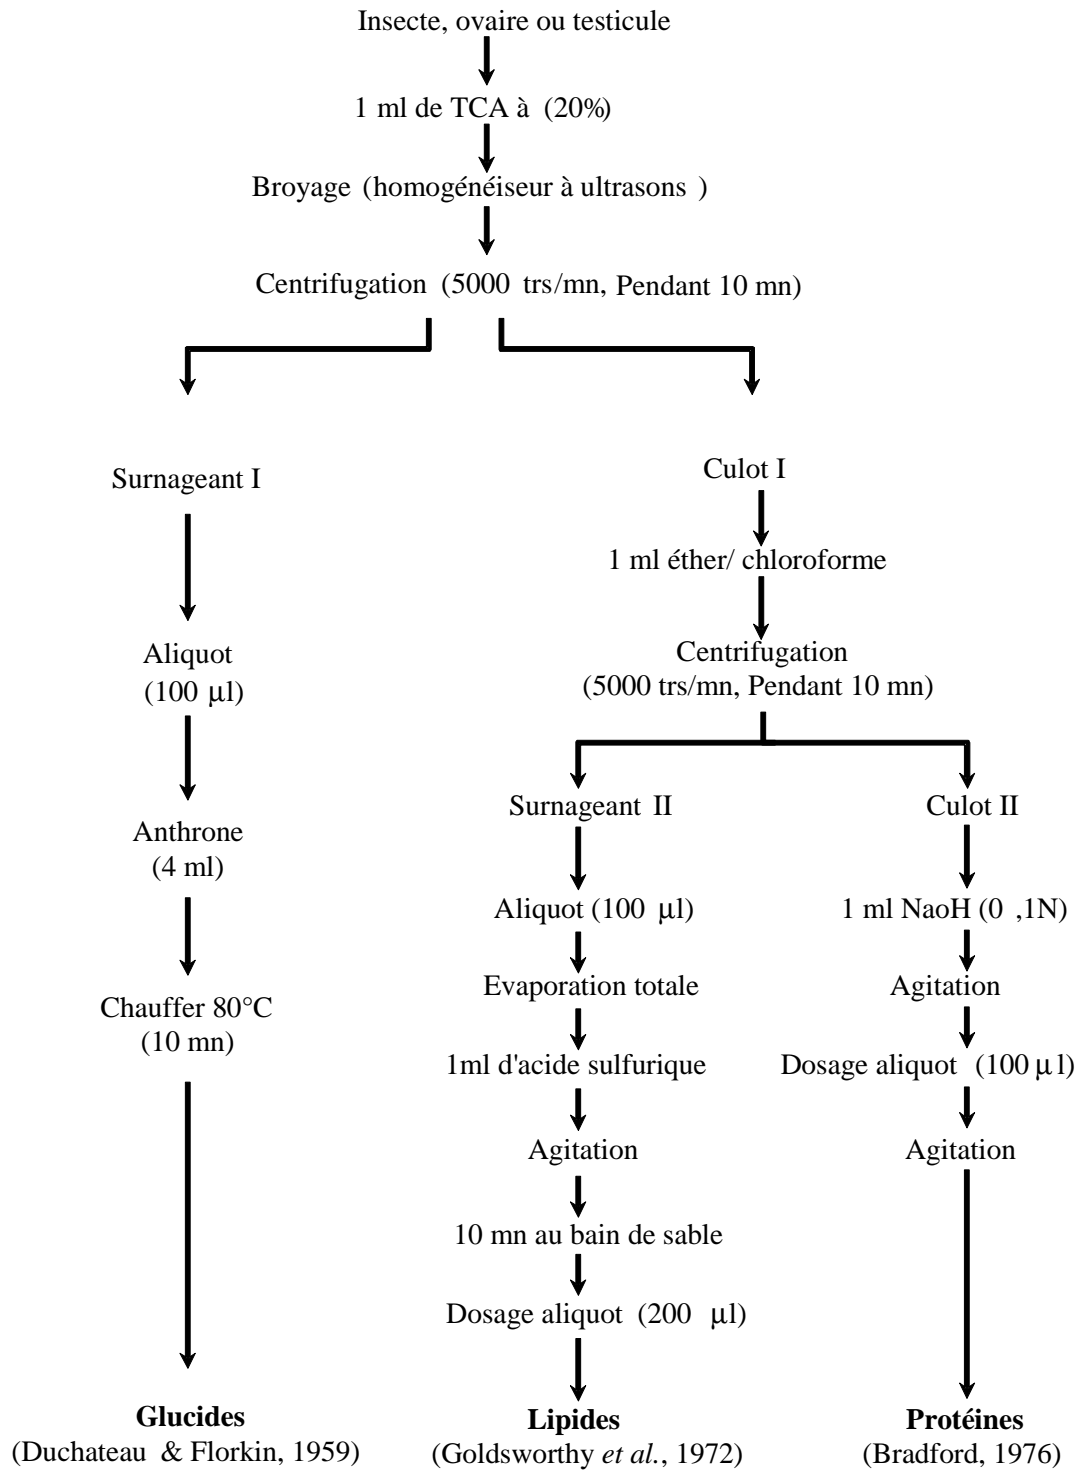 Insecte, ovaire ou testicule
1 ml de TCA à (20%)
Broyage (homogénéiseur à ultrasons )
Centrifugation (5000 trs/mn, Pendant 10 mn)
Surnageant I
Aliquot
(100 µl)
Anthrone
(4 ml)
Chauffer 80°C
(10 mn)
Glucides
(Duchateau & Florkin, 1959)
Culot I
1 ml éther/ chloroforme
Centrifugation
(5000 trs/mn, Pendant 10 mn)
Surnageant II
Aliquot (100 µl)
Evaporation totale
1ml d'acide sulfurique
Agitation
10 mn au bain de sable
Dosage aliquot (200 µl)
Lipides
(Goldsworthy et al., 1972)
Culot II
1 ml NaoH (0 ,1N)
Agitation
Dosage aliquot (100 µl)
Agitation
Protéines
(Bradford, 1976)